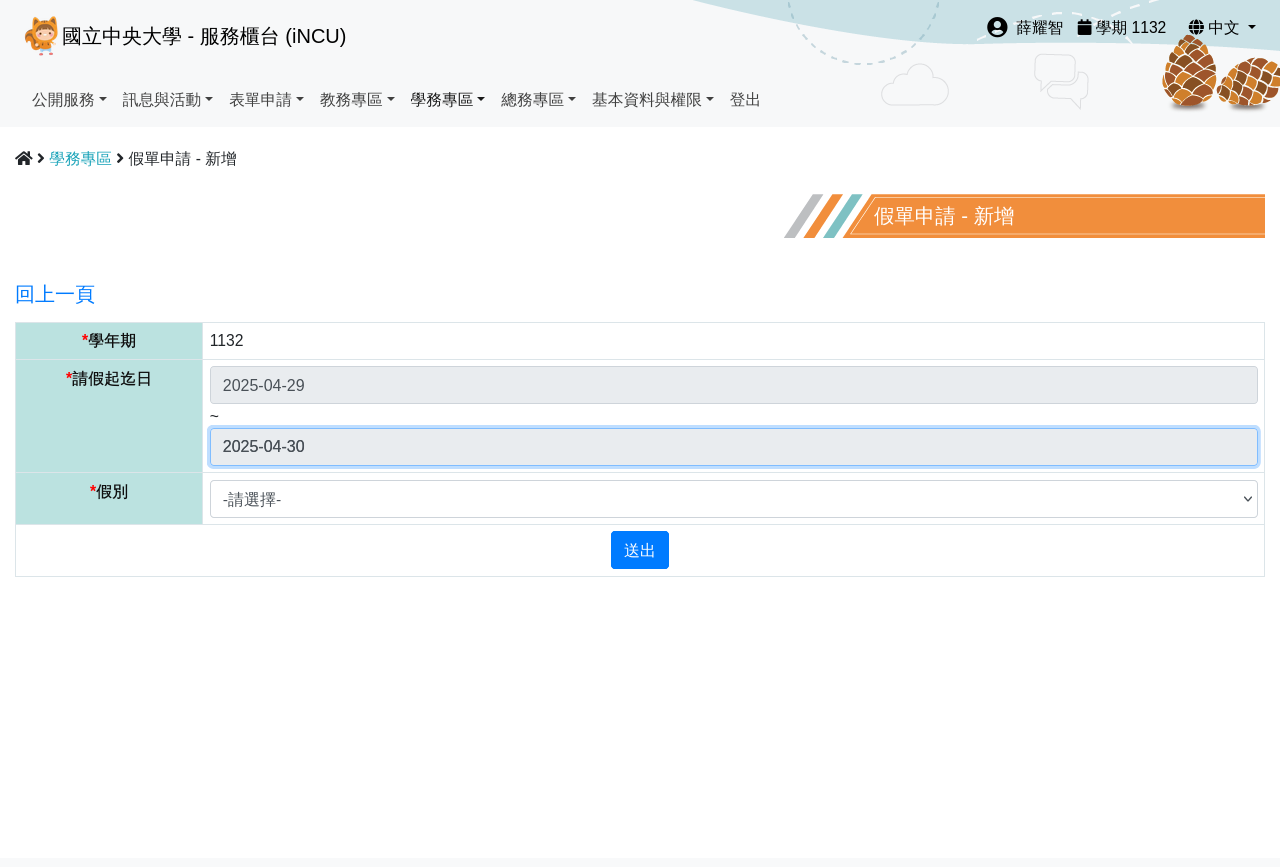 國立中央大學 - 服務櫃台 (iNCU)
薛耀智 學期 1132 中文
公開服務 訊息與活動 表單申請 教務專區 學務專區 總務專區 基本資料與權限 登出
學務專區 假單申請 - 新增
假單申請 - 新增
回上一頁
*學年期 1132
*請假起迄日 2025-04-29
~
2025-04-30
*假別 -請選擇-
送出